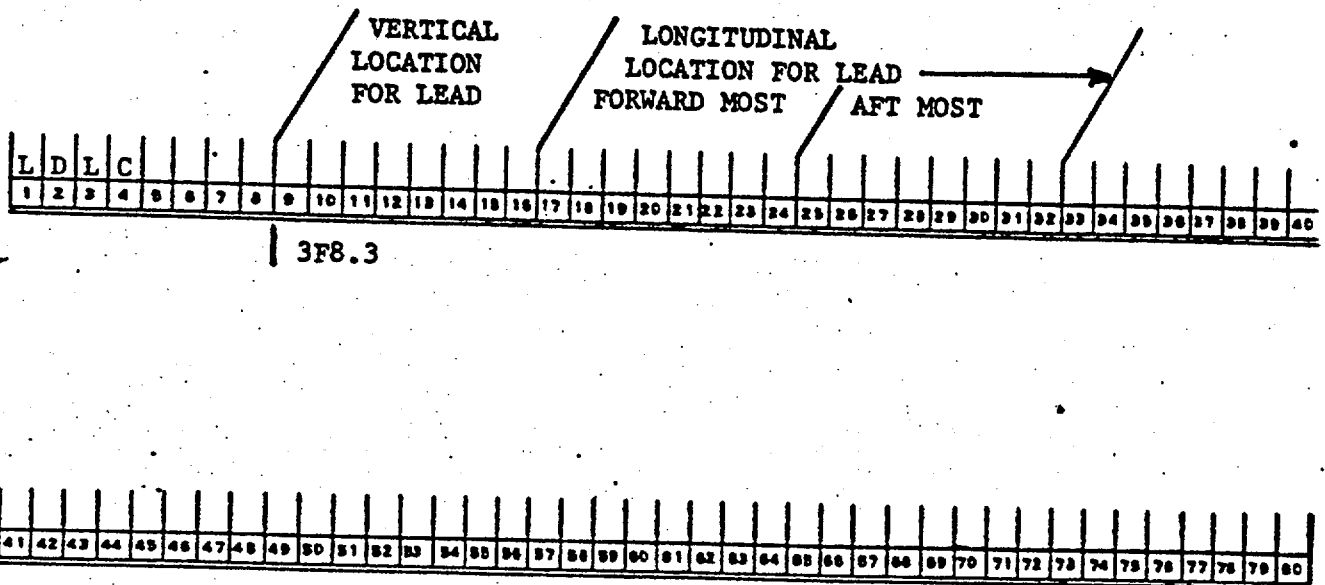 VERTICAL
LOCATION
FOR LEAD
LONGITUDINAL
LOCATION FOR LEAD
FORWARD MOST AFT MOST
L D L C
1 2 3 4 5 6 7 8 9 10 11 12 13 14 15 16 17 18 19 20 21 22 23 24 25 26 27 28 29 30 31 32 33 34 35 36 37 38 39 40
3F8.3
41 42 43 44 45 46 47 48 49 50 51 52 53 54 55 56 57 58 59 60 61 62 63 64 65 66 67 68 69 70 71 72 73 74 75 76 77 78 79 80